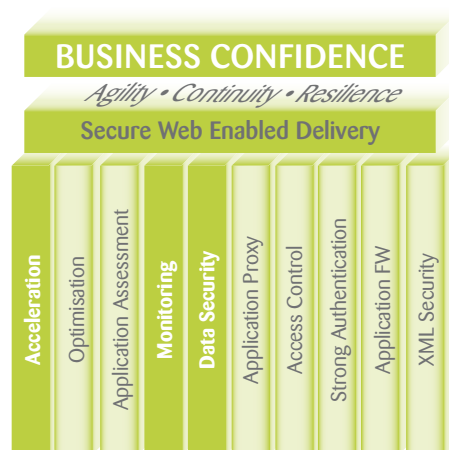 BUSINESS CONFIDENCE
Agility • Continuity • Resilience
Secure Web Enabled Delivery
Acceleration
Optimisation
Application Assessment
Monitoring
Data Security
Application Proxy
Access Control
Strong Authentication
Application FW
XML Security